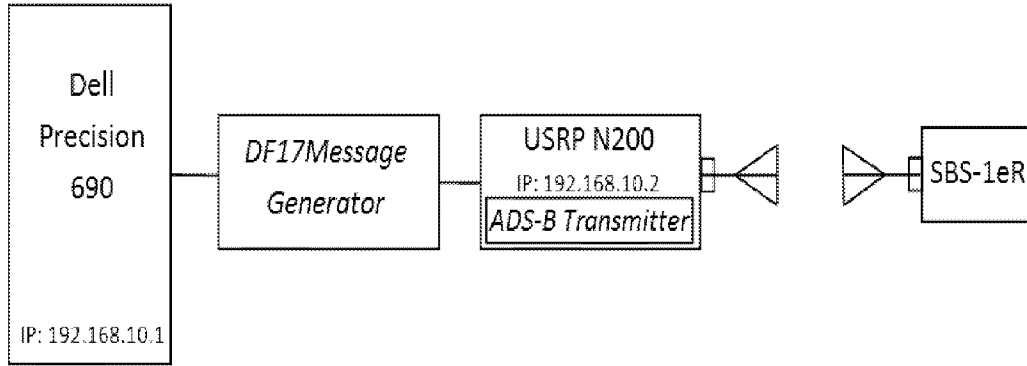 Dell
Precision
690
IP: 192.168.10.1
DF17Message
Generator
USRP N200
IP: 192.168.10.2
ADS-B Transmitter
SBS-1eR